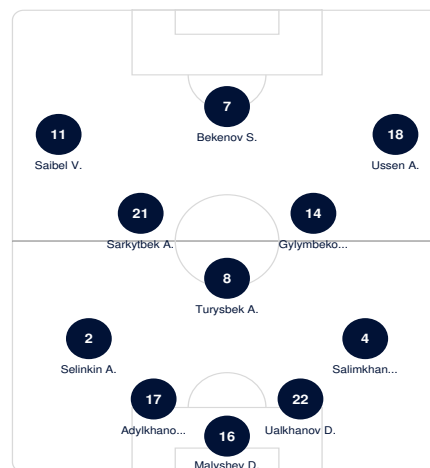 7
Bekenov S.
11
Saibel V.
18
Ussen A.
21
Sarkytbek A.
14
Gylymbeko...
8
Turysbek A.
2
Selinkin A.
4
Salimkhan...
17
Adylkhano...
22
Ualkhanov D.
16
Malyshev D.